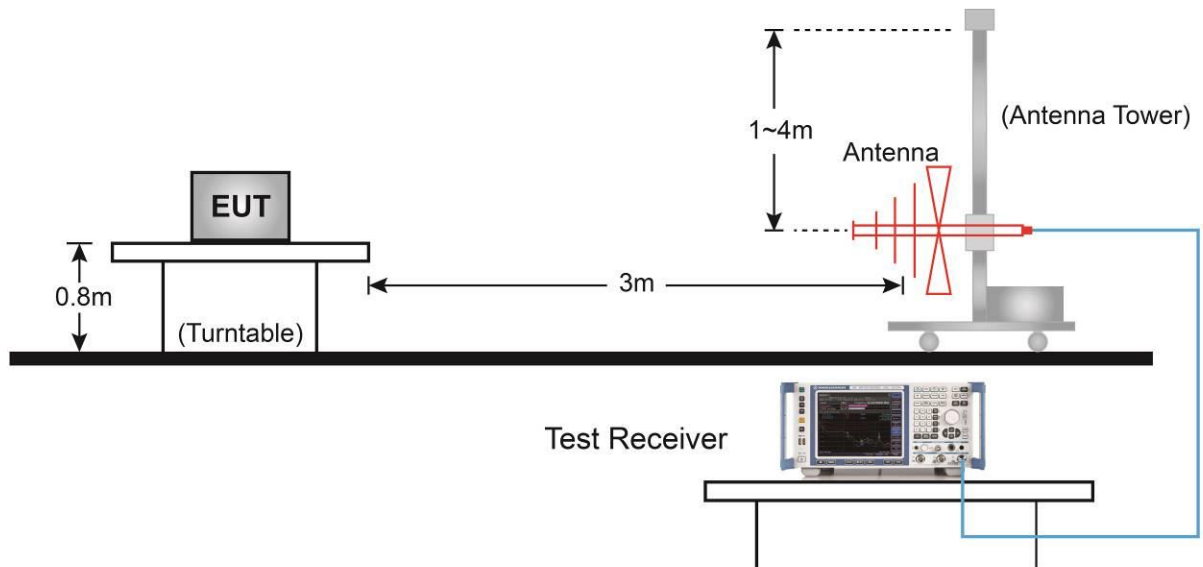 1~4m
(Antenna Tower)
Antenna
EUT
0.8m
3m
(Turntable)
Test Receiver